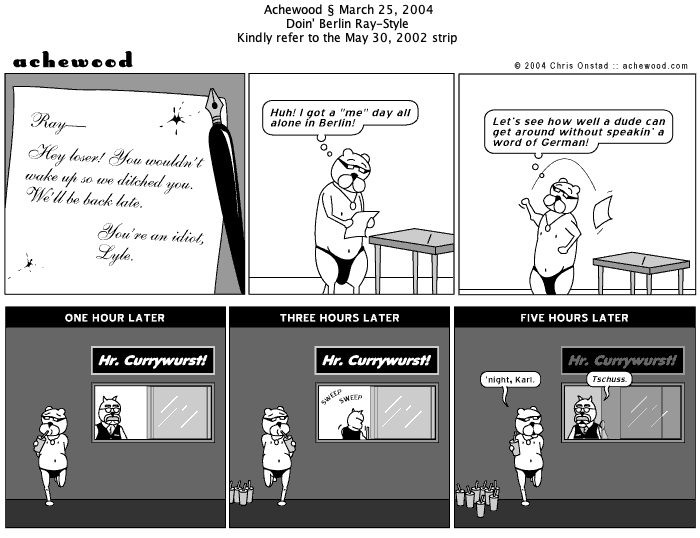 Achewood § March 25, 2004
Doin' Berlin Ray-Style
Kindly refer to the May 30, 2002 strip
achewood
© 2004 Chris Onstad :: achewood.com
Ray—
Hey loser! You wouldn't
wake up so we ditched you.
We'll be back late.
You're an idiot,
Lyle.
Huh! I got a "me" day all
alone in Berlin!
Let's see how well a dude can
get around without speakin' a
word of German!
ONE HOUR LATER
Hr. Currywurst!
THREE HOURS LATER
Hr. Currywurst!
SWEEP
SWEEP
FIVE HOURS LATER
Hr. Currywurst!
'night, Karl.
Tschuss.